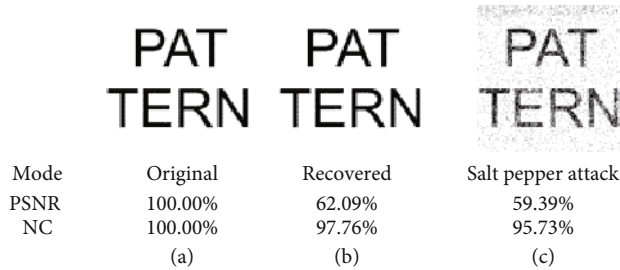 PAT PAT PAT
TERN TERN TERN
Mode Original Recovered Salt pepper attack
PSNR 100.00% 62.09% 59.39%
NC 100.00% 97.76% 95.73%
(a) (b) (c)